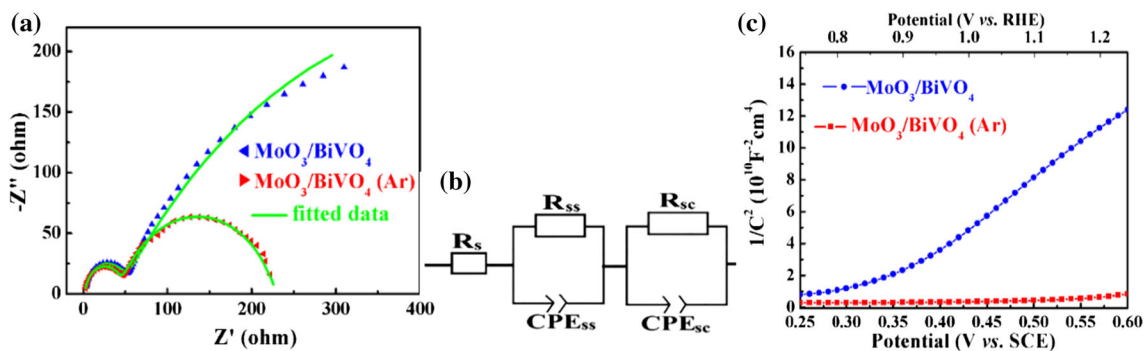 (a)
200
150
100
50
0
-Z″ (ohm)
MoO₃/BiVO₄
MoO₃/BiVO₄ (Ar)
fitted data
0 100 200 300 400
Z' (ohm)
(b)
Rₛ
Rₛₛ
CPEₛₛ
R_sc
CPE_sc
(c)
Potential (V vs. RHE)
0.8 0.9 1.0 1.1 1.2
16
14
12
10
8
6
4
2
0
1/C⁻² (10¹⁰F⁻²cm⁴)
MoO₃/BiVO₄
MoO₃/BiVO₄ (Ar)
0.25 0.30 0.35 0.40 0.45 0.50 0.55 0.60
Potential (V vs. SCE)